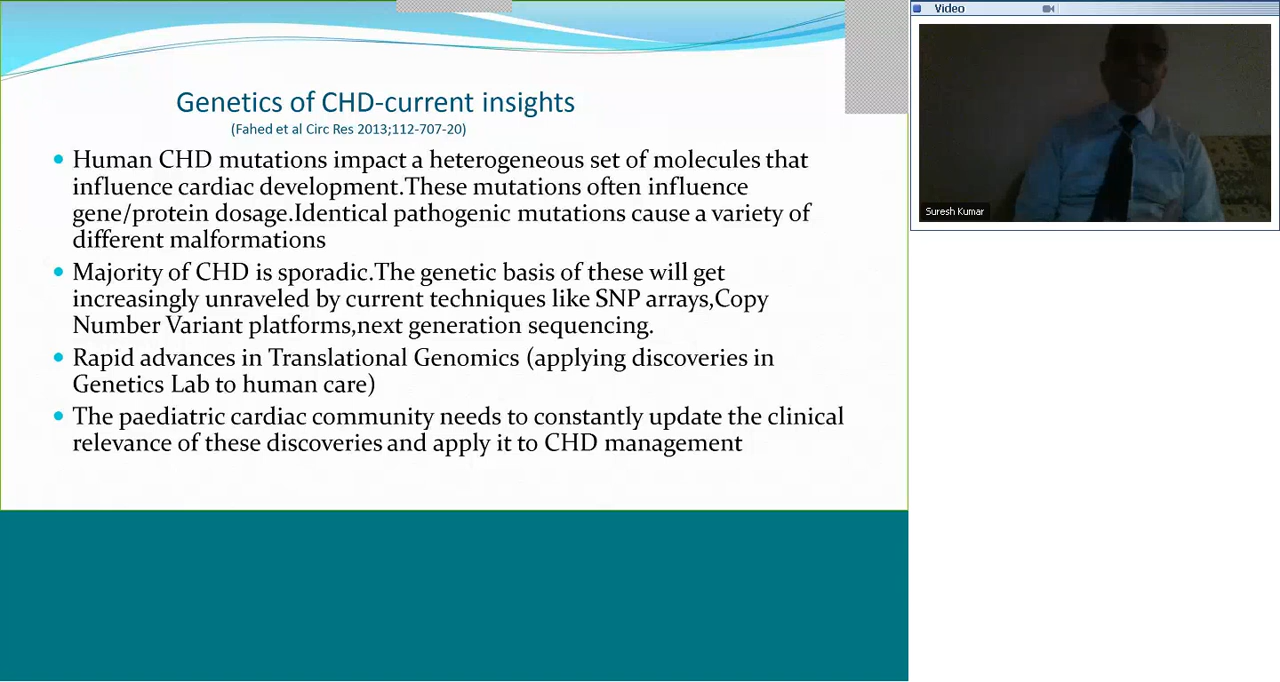 Genetics of CHD-current insights
(Fahed et al Circ Res 2013;112-707-20)
Human CHD mutations impact a heterogeneous set of molecules that
influence cardiac development.These mutations often influence
gene/protein dosage.Identical pathogenic mutations cause a variety of
different malformations
Majority of CHD is sporadic.The genetic basis of these will get
increasingly unraveled by current techniques like SNP arrays,Copy
Number Variant platforms,next generation sequencing.
Rapid advances in Translational Genomics (applying discoveries in
Genetics Lab to human care)
The paediatric cardiac community needs to constantly update the clinical
relevance of these discoveries and apply it to CHD management
Video
Suresh Kumar